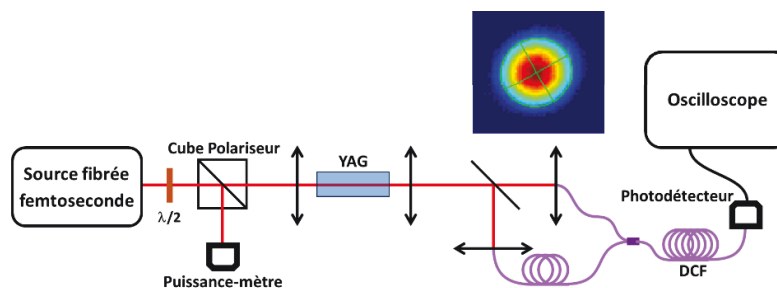 Oscilloscope
Cube Polariseur
YAG
Source fibrée
femtoseconde
λ/2
Photodétecteur
Puissance-mètre
DCF